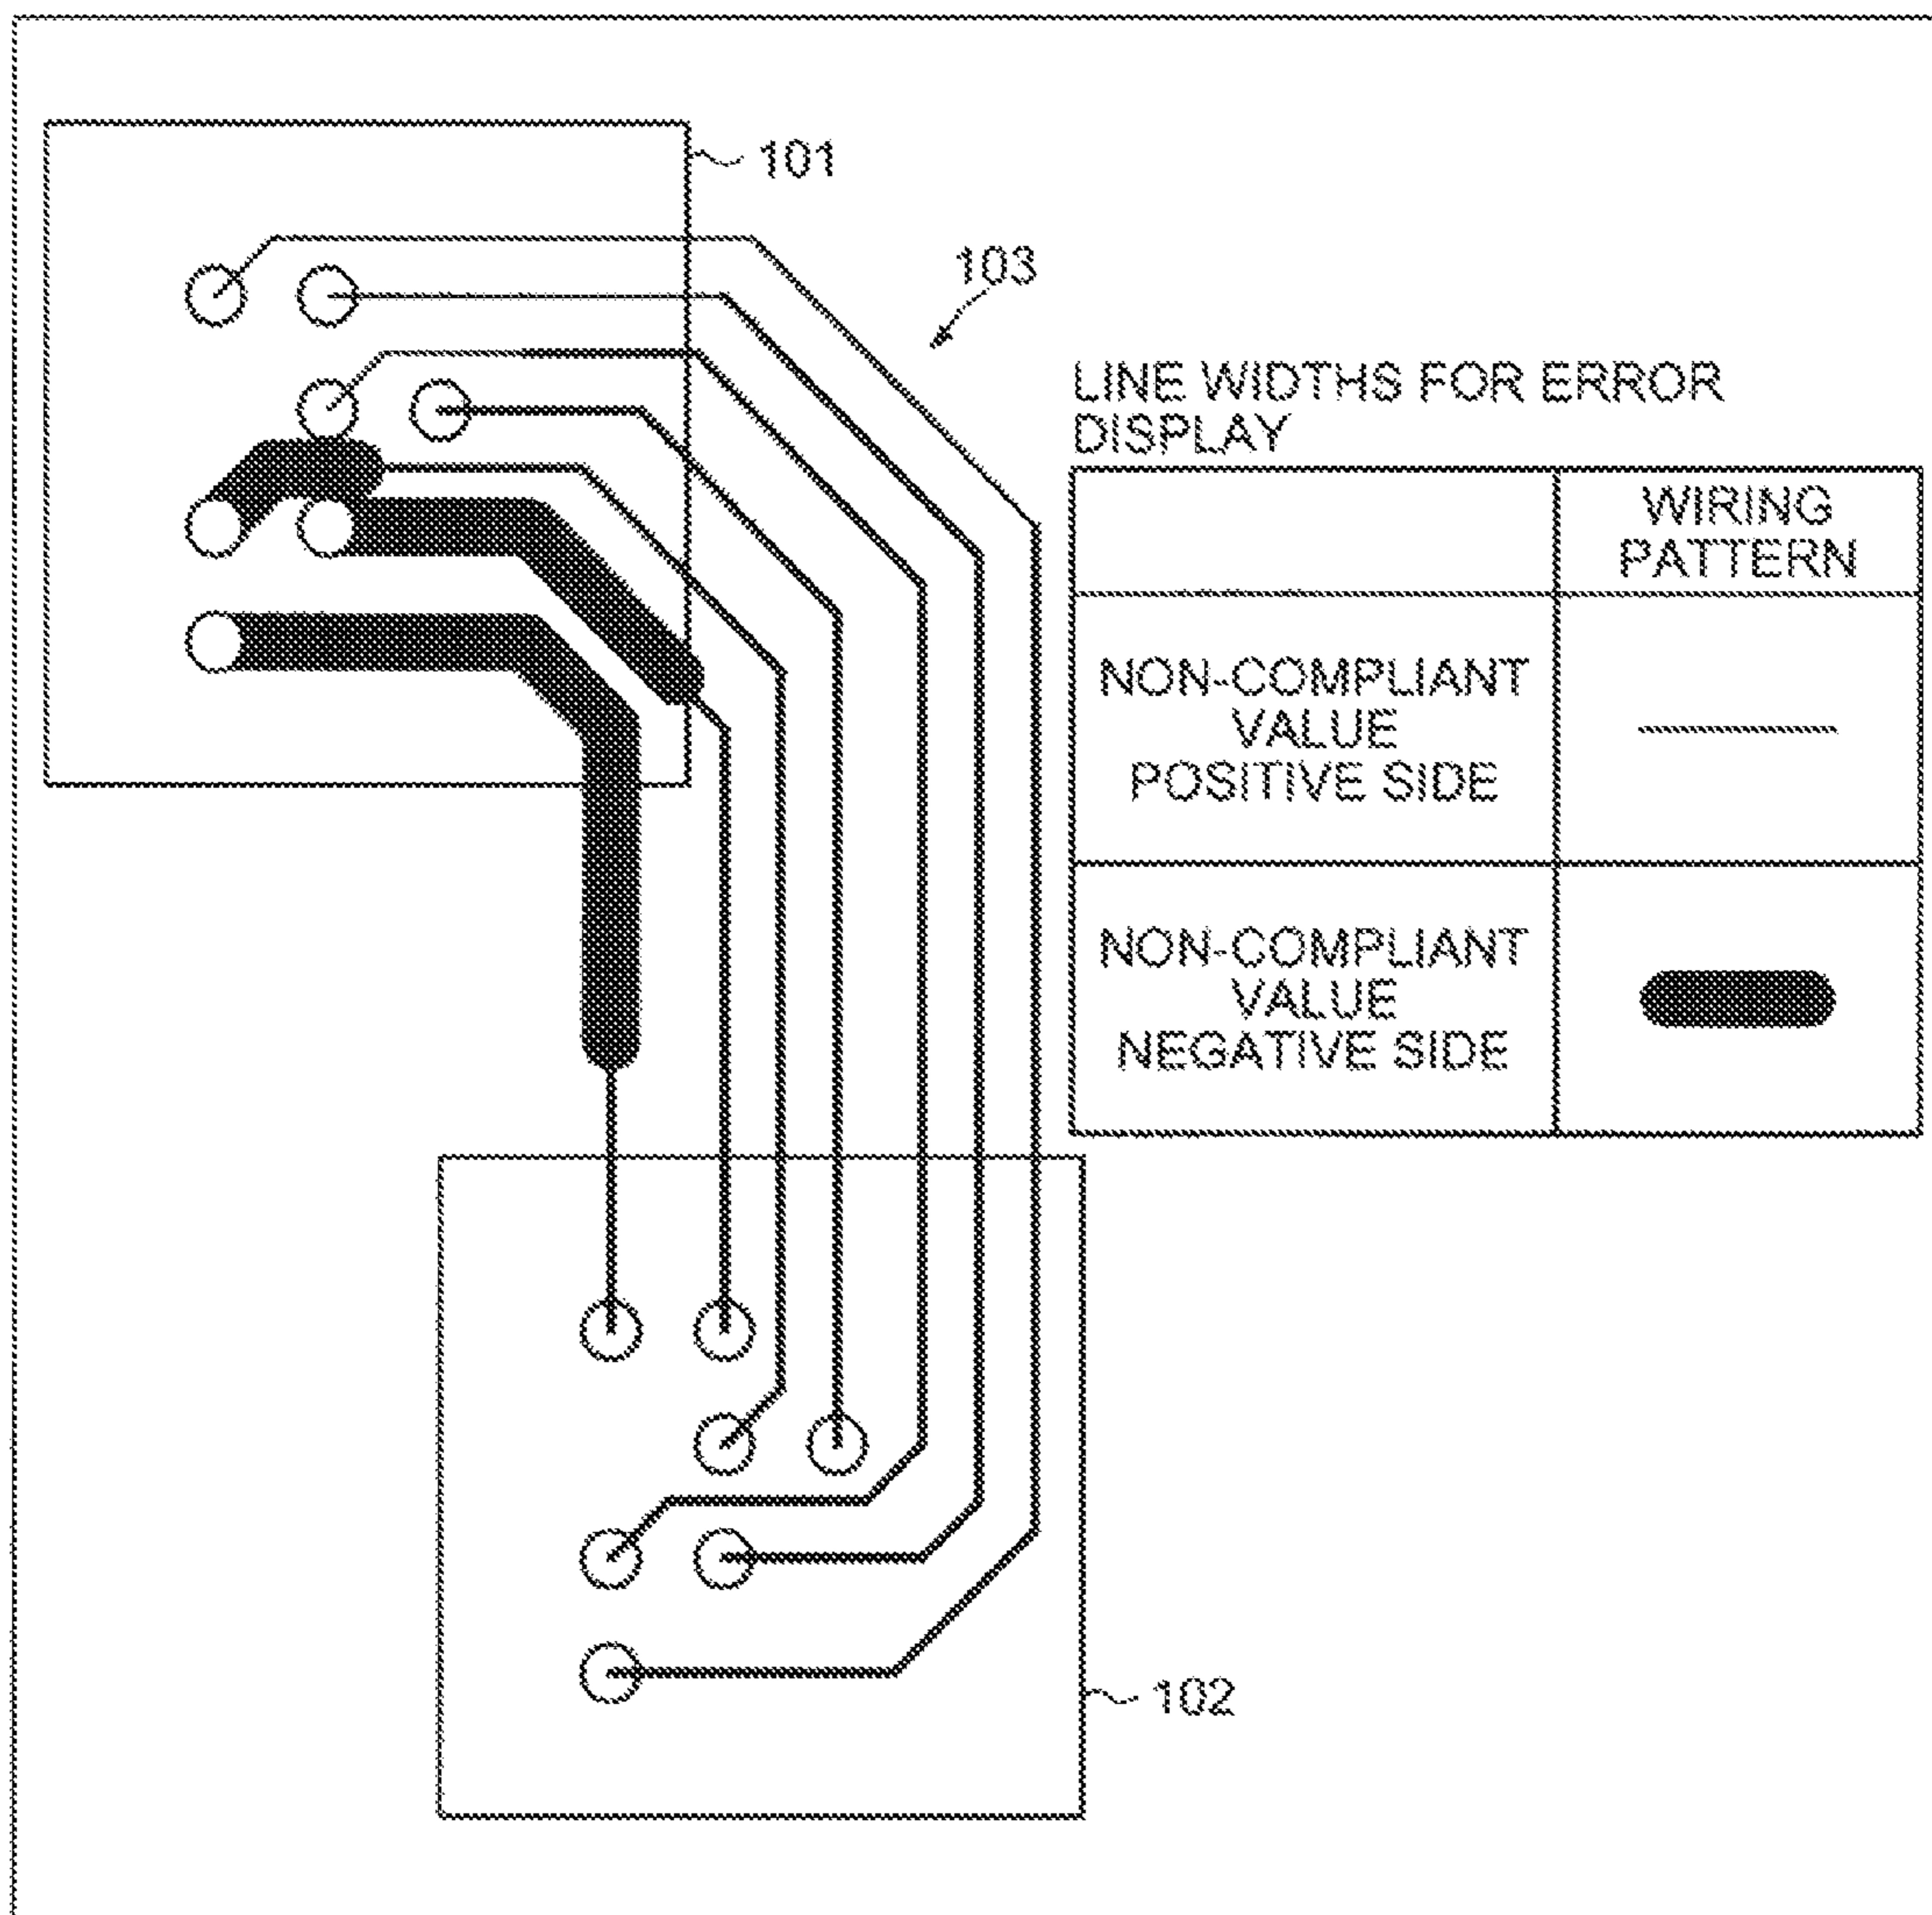 101
103
LINE WIDTHS FOR ERROR
DISPLAY
WIRING
PATTERN
NON-COMPLIANT
VALUE
POSITIVE SIDE
NON-COMPLIANT
VALUE
NEGATIVE SIDE
102